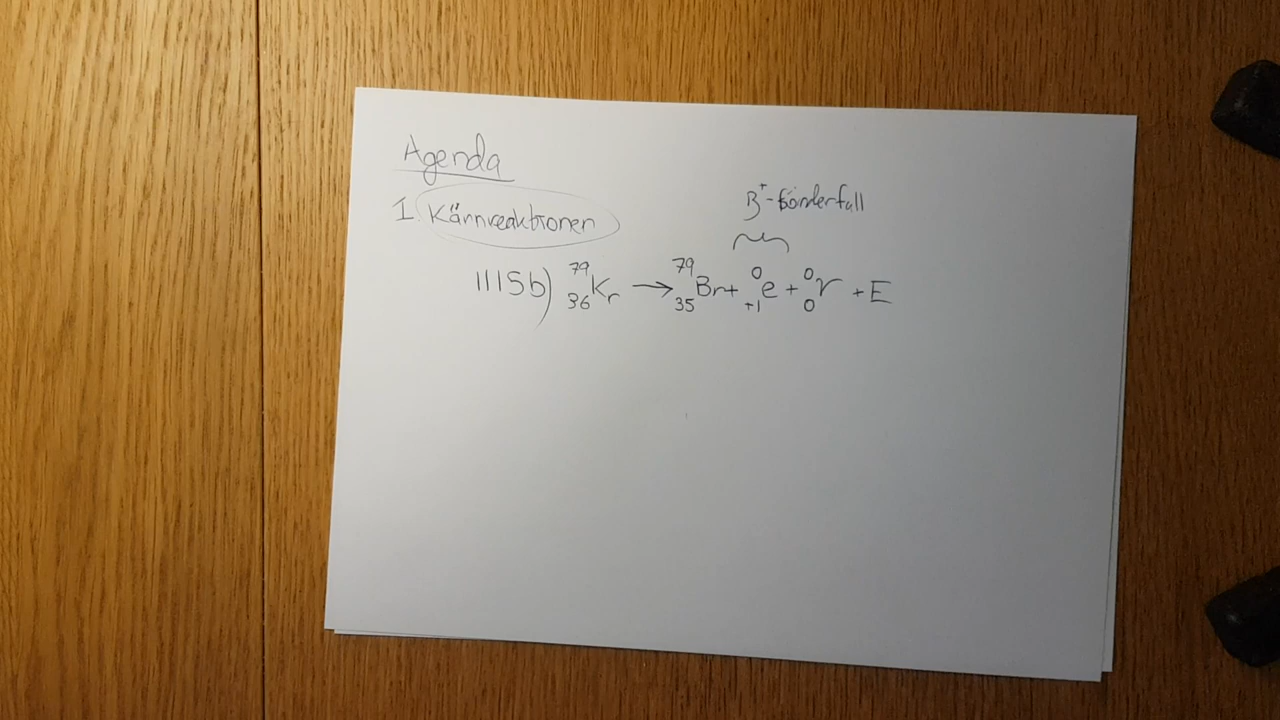 Agenda
1. Kärnreaktionen
β⁺-sönderfall
1115b) ⁷⁹₃₆Kr → ⁷⁹₃₅Br + ⁰₊₁e + ⁰₀ν + E